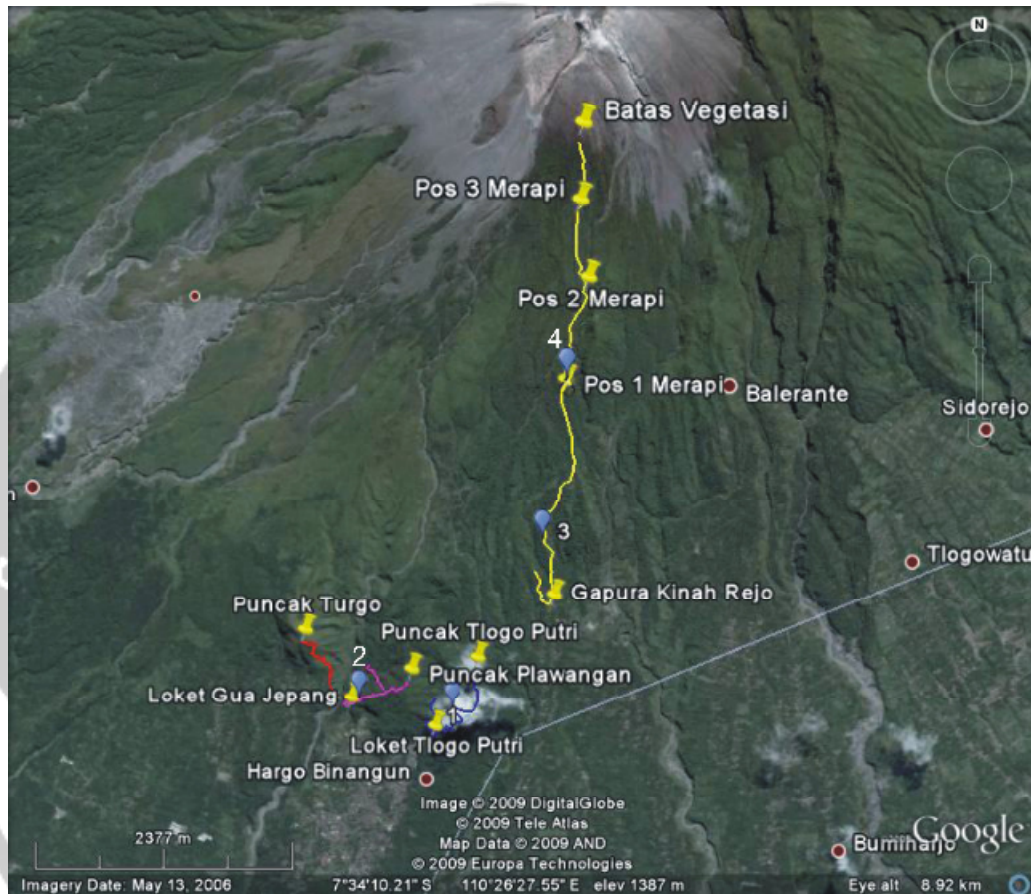 N
Batas Vegetasi
Pos 3 Merapi
Pos 2 Merapi
4
Pos 1 Merapi
Balerante
Sidorejo
n
3
Tlogowatu
Gapura Kinah Rejo
Puncak Turgo
Puncak Tlogo Putri
2
Puncak Plawangan
Loket Gua Jepang
1
Loket Tlogo Putri
Hargo Binangun
Image © 2009 DigitalGlobe
© 2009 Tele Atlas
Map Data © 2009 AND
© 2009 Europa Technologies
2377 m
Bumiharjo
©2009 Google
Imagery Date: May 13, 2006 7°34'10.21" S 110°26'27.55" E elev 1387 m Eye alt 8.92 km